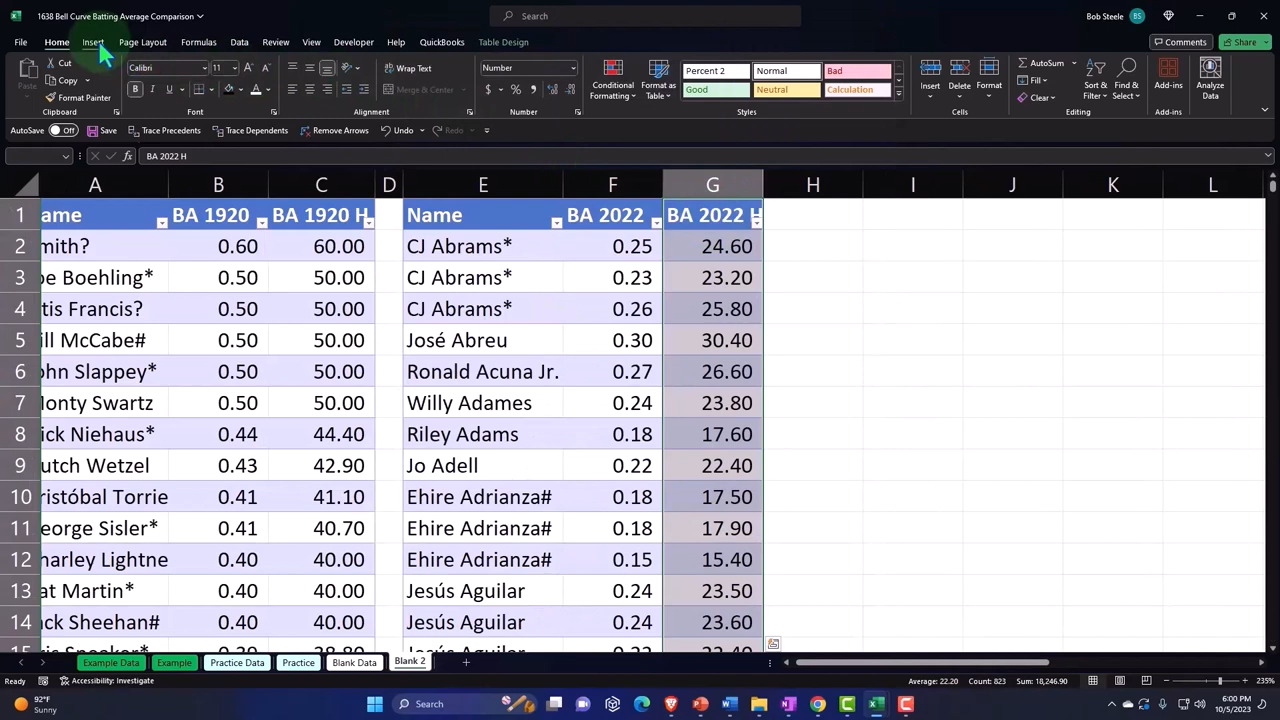 1638 Bell Curve Batting Average Comparison
Search
Bob Steele BS
File Home Insert Page Layout Formulas Data Review View Developer Help QuickBooks Table Design
Comments Share
Cut
Copy
Format Painter
Clipboard
Calibri 11
Font
Wrap Text
Merge & Center
Alignment
Number
Number
Conditional Formatting
Format as Table
Percent 2 Normal Bad
Good Neutral Calculation
Styles
Insert Delete Format
Cells
AutoSum
Fill
Clear
Sort & Filter
Find & Select
Editing
Add-ins
Add-ins
Analyze Data
AutoSave Off Save Trace Precedents Trace Dependents Remove Arrows Undo Redo
fx BA 2022 H
A B C D E F G H I J K L
1 ame BA 1920 BA 1920 H Name BA 2022 BA 2022 H
2 mith? 0.60 60.00 CJ Abrams* 0.25 24.60
3 oe Boehling* 0.50 50.00 CJ Abrams* 0.23 23.20
4 tis Francis? 0.50 50.00 CJ Abrams* 0.26 25.80
5 ill McCabe# 0.50 50.00 José Abreu 0.30 30.40
6 ohn Slappey* 0.50 50.00 Ronald Acuna Jr. 0.27 26.60
7 Monty Swartz 0.50 50.00 Willy Adames 0.24 23.80
8 ick Niehaus* 0.44 44.40 Riley Adams 0.18 17.60
9 utch Wetzel 0.43 42.90 Jo Adell 0.22 22.40
10 ristóbal Torrie 0.41 41.10 Ehire Adrianza# 0.18 17.50
11 eorge Sisler* 0.41 40.70 Ehire Adrianza# 0.18 17.90
12 harley Lightne 0.40 40.00 Ehire Adrianza# 0.15 15.40
13 at Martin* 0.40 40.00 Jesús Aguilar 0.24 23.50
14 ack Sheehan# 0.40 40.00 Jesús Aguilar 0.24 23.60
Example Data Example Practice Data Practice Blank Data Blank 2
Ready Accessibility: Investigate Average: 22.20 Count: 823 Sum: 18,246.90 235%
92°F
Sunny
Search
6:00 PM
10/5/2023